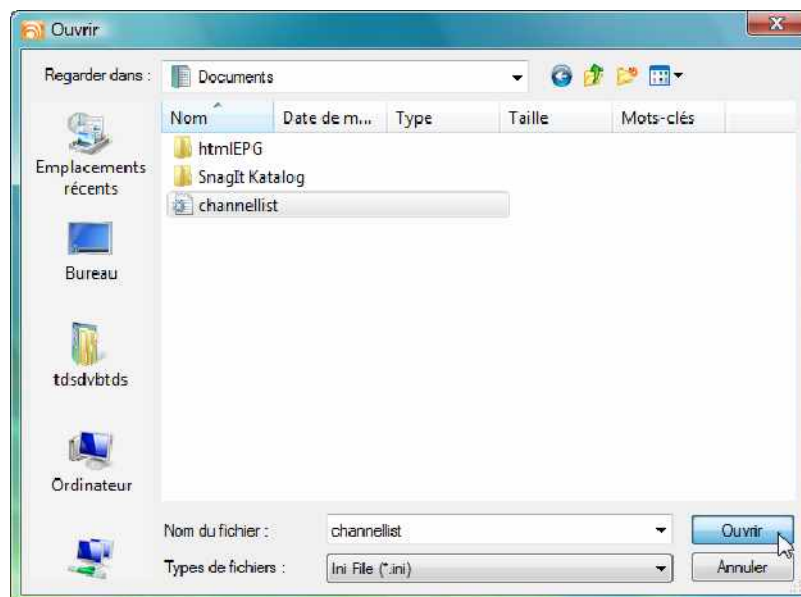 Ouvrir
Regarder dans : Documents
Nom Date de m... Type Taille Mots-clés
htmlEPG
SnagIt Katalog
channellist
Emplacements
récents
Bureau
tdsdvbtds
Ordinateur
Nom du fichier : channellist Ouvrir
Types de fichiers : Ini File (*.ini) Annuler